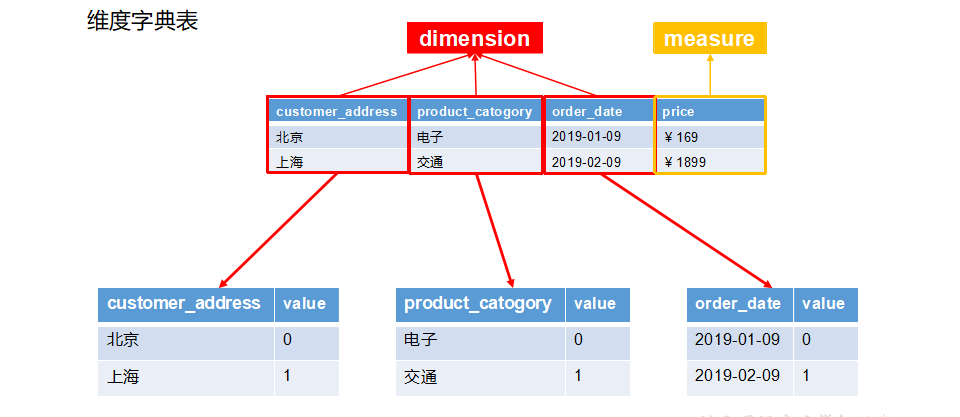 维度字典表
dimension
measure
customer_address product_catogory order_date price
北京 电子 2019-01-09 ¥ 169
上海 交通 2019-02-09 ¥ 1899
customer_address value product_catogory value order_date value
北京 0 电子 0 2019-01-09 0
上海 1 交通 1 2019-02-09 1